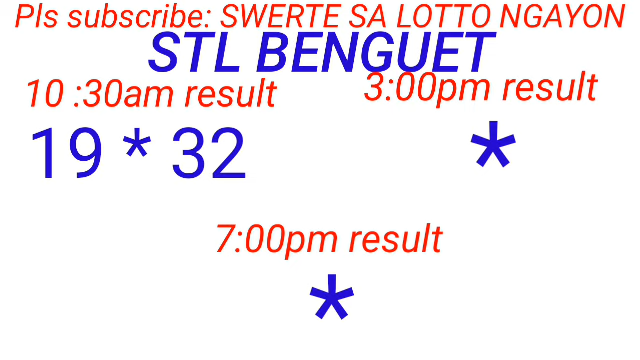 Pls subscribe: SWERTE SA LOTTO NGAYON
STL BENGUET
10 :30am result
3:00pm result
19 * 32
*
7:00pm result
*